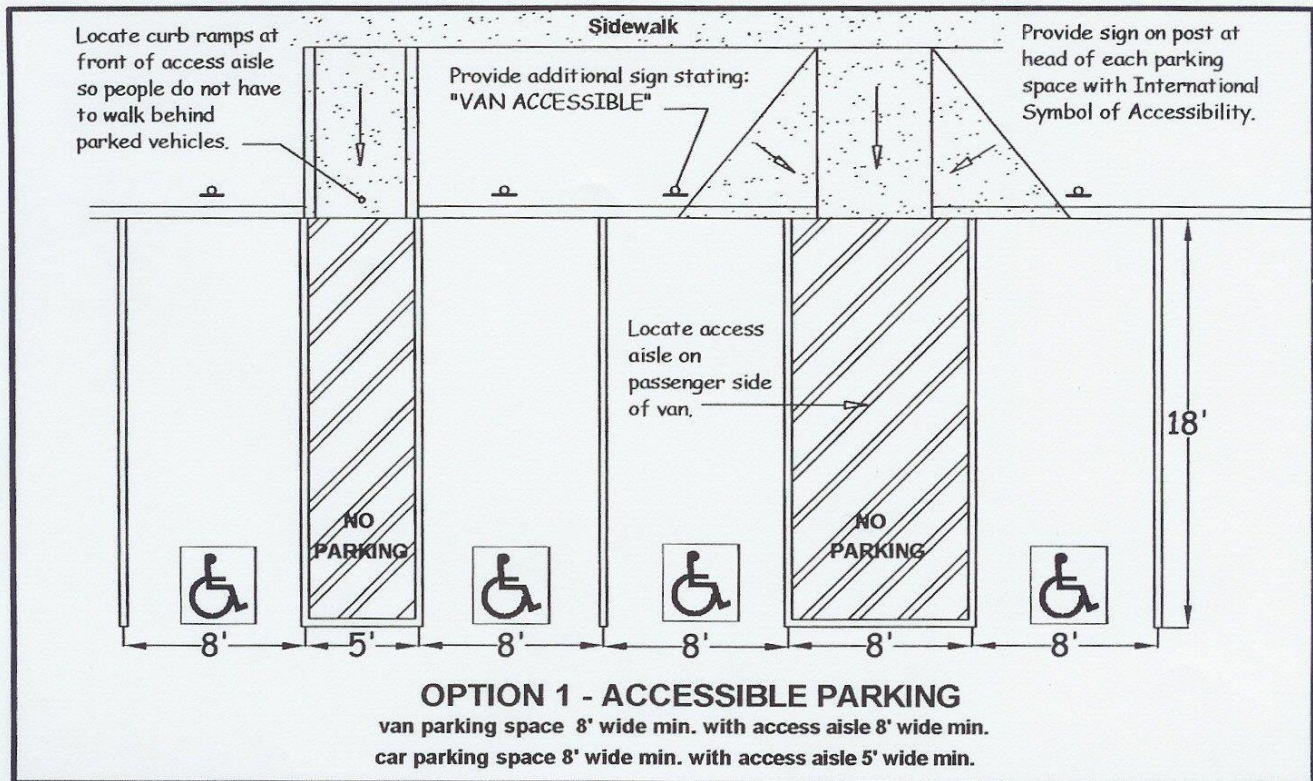 Sidewalk
Locate curb ramps at
front of access aisle
so people do not have
to walk behind
parked vehicles.
Provide additional sign stating:
"VAN ACCESSIBLE"
Provide sign on post at
head of each parking
space with International
Symbol of Accessibility.
Locate access
aisle on
passenger side
of van.
18'
NO
PARKING
NO
PARKING
8'
5'
8'
8'
8'
8'
OPTION 1 - ACCESSIBLE PARKING
van parking space 8' wide min. with access aisle 8' wide min.
car parking space 8' wide min. with access aisle 5' wide min.